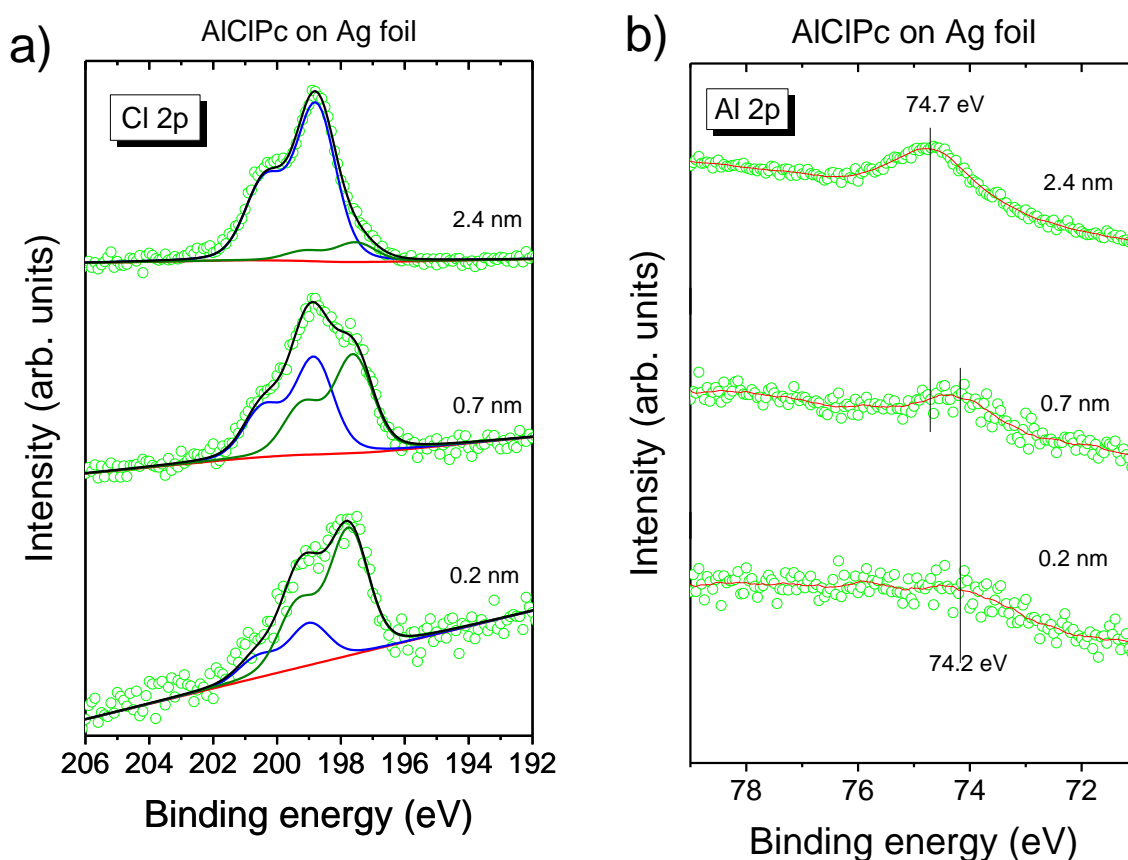 a)
AlClPc on Ag foil
Cl 2p
2.4 nm
0.7 nm
0.2 nm
Intensity (arb. units)
206 204 202 200 198 196 194 192
Binding energy (eV)
b)
AlClPc on Ag foil
Al 2p
74.7 eV
2.4 nm
0.7 nm
0.2 nm
74.2 eV
Intensity (arb. units)
78 76 74 72
Binding energy (eV)